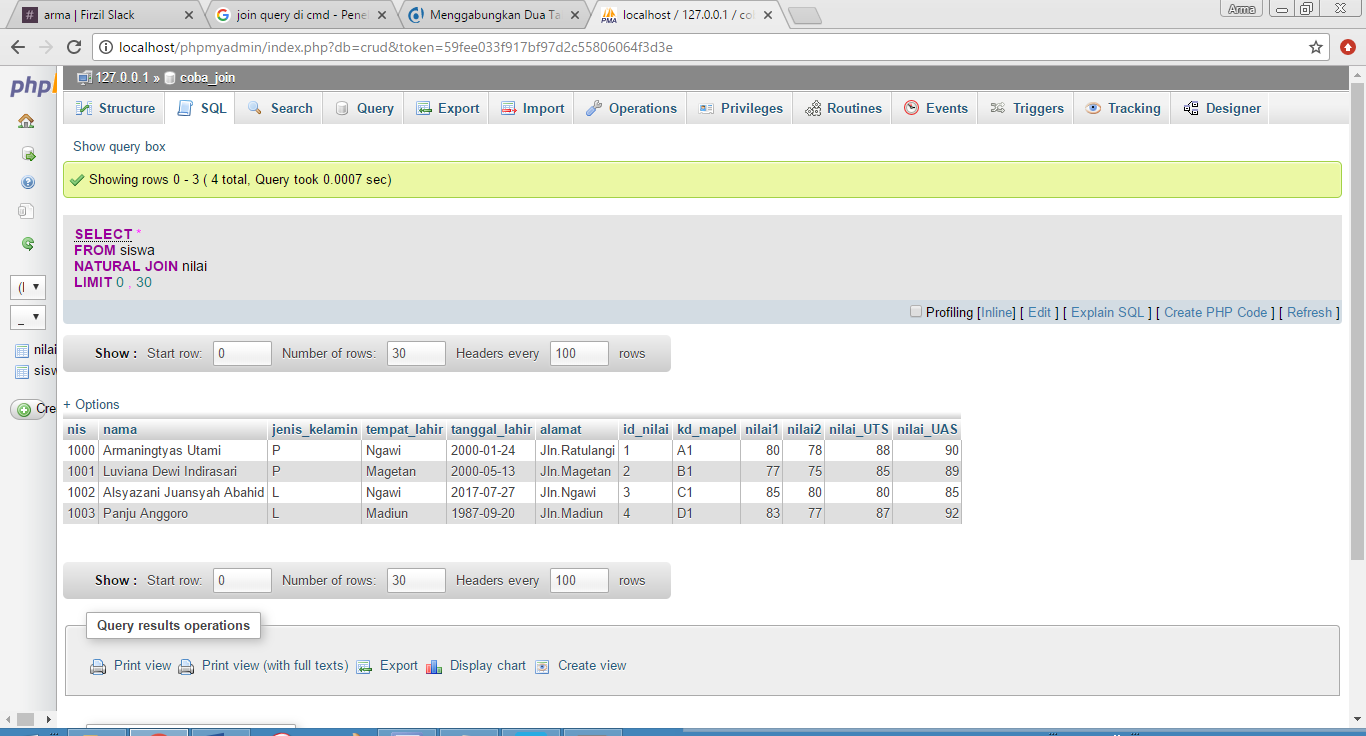 arma | Firzil Slack
join query di cmd - Pene
Menggabungkan Dua Ta
localhost / 127.0.0.1 / co
Arma
localhost/phpmyadmin/index.php?db=crud&token=59fee033f917bf97d2c55806064f3d3e
php
127.0.0.1 » coba_join
Structure SQL Search Query Export Import Operations Privileges Routines Events Triggers Tracking Designer
Show query box
Showing rows 0 - 3 ( 4 total, Query took 0.0007 sec)
SELECT *
FROM siswa
NATURAL JOIN nilai
LIMIT 0 , 30
Profiling [Inline] [ Edit ] [ Explain SQL ] [ Create PHP Code ] [ Refresh ]
nilai
sisw
Cre
Show : Start row: 0 Number of rows: 30 Headers every 100 rows
+ Options
nis nama jenis_kelamin tempat_lahir tanggal_lahir alamat id_nilai kd_mapel nilai1 nilai2 nilai_UTS nilai_UAS
1000 Armaningtyas Utami P Ngawi 2000-01-24 Jln.Ratulangi 1 A1 80 78 88 90
1001 Luviana Dewi Indirasari P Magetan 2000-05-13 Jln.Magetan 2 B1 77 75 85 89
1002 Alsyazani Juansyah Abahid L Ngawi 2017-07-27 Jln.Ngawi 3 C1 85 80 80 85
1003 Panju Anggoro L Madiun 1987-09-20 Jln.Madiun 4 D1 83 77 87 92
Show : Start row: 0 Number of rows: 30 Headers every 100 rows
Query results operations
Print view Print view (with full texts) Export Display chart Create view